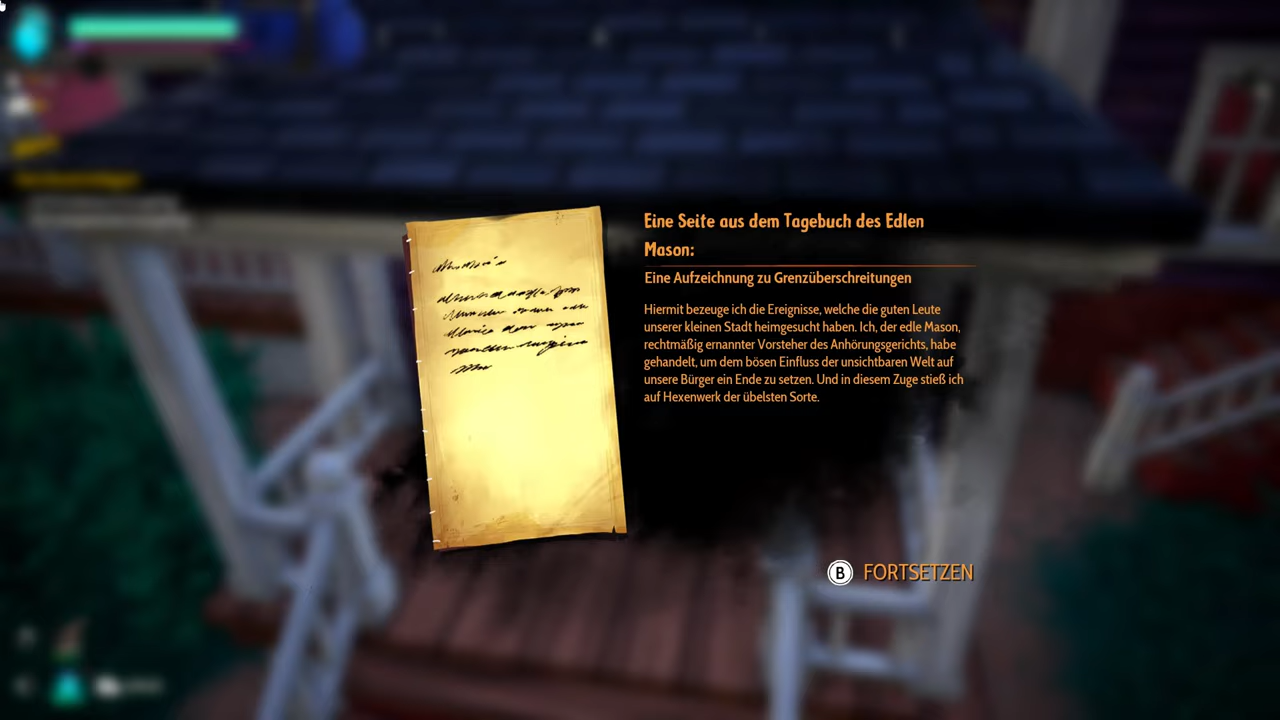 Eine Seite aus dem Tagebuch des Edlen
Mason:
Eine Aufzeichnung zu Grenzüberschreitungen
Hiermit bezeuge ich die Ereignisse, welche die guten Leute
unserer kleinen Stadt heimgesucht haben. Ich, der edle Mason,
rechtmäßig ernannter Vorsteher des Anhörungsgerichts, habe
gehandelt, um dem bösen Einfluss der unsichtbaren Welt auf
unsere Bürger ein Ende zu setzen. Und in diesem Zuge stieß ich
auf Hexenwerk der übelsten Sorte.
B FORTSETZEN